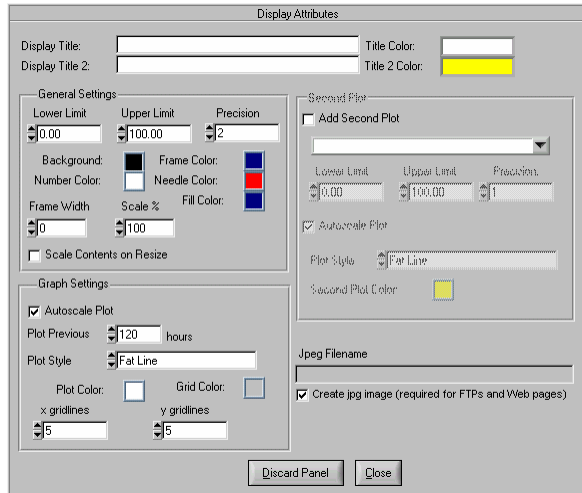 Display Attributes
Display Title:
Title Color:
Display Title 2:
Title 2 Color:
General Settings
Lower Limit Upper Limit Precision
0.00 100.00 2
Background: Frame Color:
Number Color: Needle Color:
Fill Color:
Frame Width Scale %
0 100
Scale Contents on Resize
Graph Settings
Autoscale Plot
Plot Previous 120 hours
Plot Style Fat Line
Plot Color: Grid Color:
x gridlines y gridlines
5 5
Second Plot
Add Second Plot
Lower Limit Upper Limit Precision
0.00 100.00 1
Autoscale Plot
Plot Style Fat Line
Second Plot Color
Jpeg Filename
Create jpg image (required for FTPs and Web pages)
Discard Panel Close